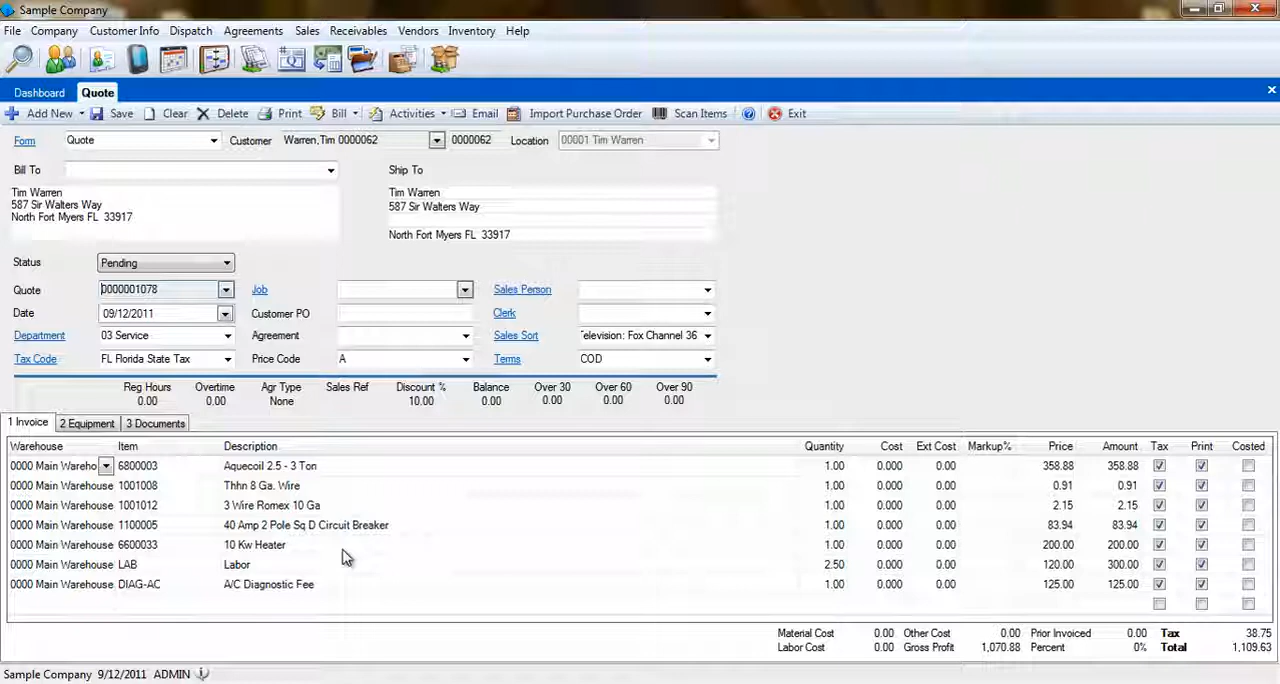 Sample Company
File Company Customer Info Dispatch Agreements Sales Receivables Vendors Inventory Help
Dashboard Quote
Add New Save Clear Delete Print Bill Activities Email Import Purchase Order Scan Items Exit
Form Quote Customer Warren,Tim 0000062 0000062 Location 00001 Tim Warren
Bill To Ship To
Tim Warren Tim Warren
587 Sir Walters Way 587 Sir Walters Way
North Fort Myers FL 33917
North Fort Myers FL 33917
Status Pending
Quote 0000001078 Job Sales Person
Date 09/12/2011 Customer PO Clerk
Department 03 Service Agreement Sales Sort elevision: Fox Channel 36
Tax Code FL Florida State Tax Price Code A Terms COD
Reg Hours Overtime Agr Type Sales Ref Discount % Balance Over 30 Over 60 Over 90
0.00 0.00 None 10.00 0.00 0.00 0.00 0.00
1 Invoice 2 Equipment 3 Documents
Warehouse Item Description Quantity Cost Ext Cost Markup% Price Amount Tax Print Costed
0000 Main Wareho 6800003 Aquecoil 2.5 - 3 Ton 1.00 0.000 0.00 358.88 358.88
0000 Main Warehouse 1001008 Thhn 8 Ga. Wire 1.00 0.000 0.00 0.91 0.91
0000 Main Warehouse 1001012 3 Wire Romex 10 Ga 1.00 0.000 0.00 2.15 2.15
0000 Main Warehouse 1100005 40 Amp 2 Pole Sq D Circuit Breaker 1.00 0.000 0.00 83.94 83.94
0000 Main Warehouse 6600033 10 Kw Heater 1.00 0.000 0.00 200.00 200.00
0000 Main Warehouse LAB Labor 2.50 0.000 0.00 120.00 300.00
0000 Main Warehouse DIAG-AC A/C Diagnostic Fee 1.00 0.000 0.00 125.00 125.00
Material Cost 0.00 Other Cost 0.00 Prior Invoiced 0.00 Tax 38.75
Labor Cost 0.00 Gross Profit 1,070.88 Percent 0% Total 1,109.63
Sample Company 9/12/2011 ADMIN